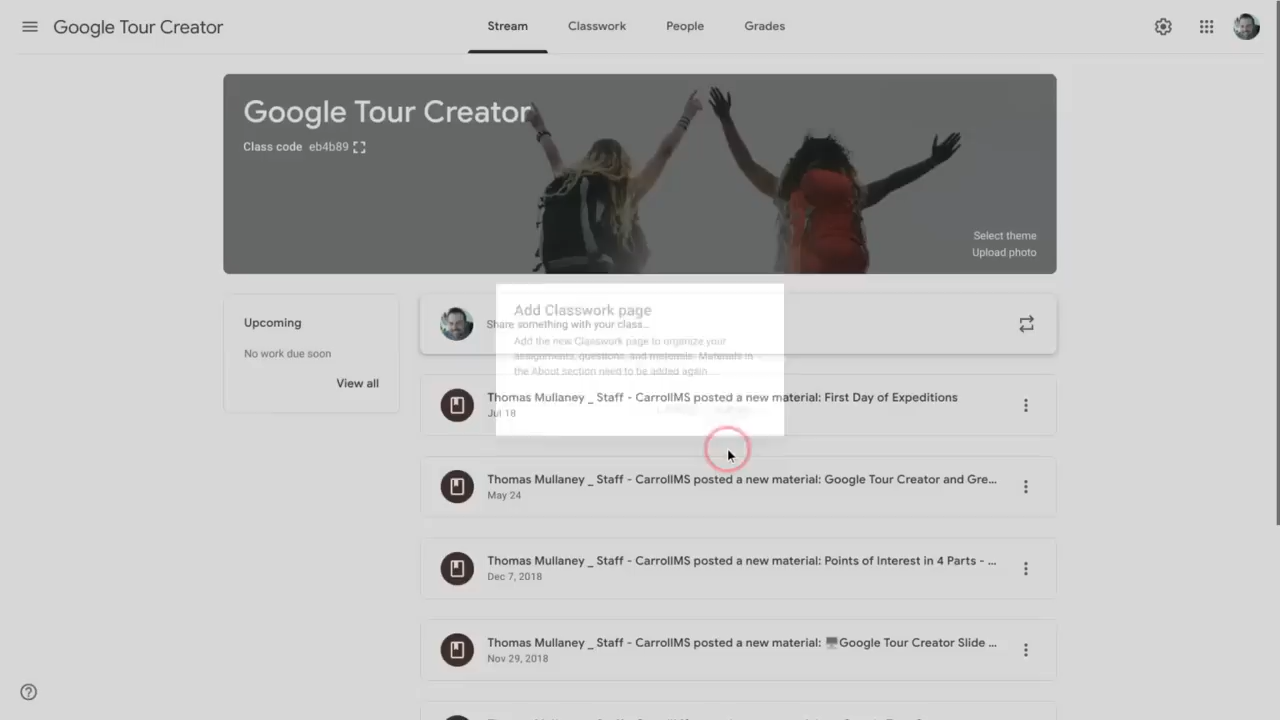 Google Tour Creator
Stream
Classwork
People
Grades
Google Tour Creator
Class code eb4b89
Select theme
Upload photo
Upcoming
No work due soon
View all
Add Classwork page
Share something with your class...
Add the new Classwork page to organize your
assignments, questions, and materials. Materials in
the About section need to be added again
Thomas Mullaney _ Staff - CarrollMS posted a new material: First Day of Expeditions
Jul 18
Thomas Mullaney _ Staff - CarrollMS posted a new material: Google Tour Creator and Gre...
May 24
Thomas Mullaney _ Staff - CarrollMS posted a new material: Points of Interest in 4 Parts - ...
Dec 7, 2018
Thomas Mullaney _ Staff - CarrollMS posted a new material: 🖥️Google Tour Creator Slide ...
Nov 29, 2018